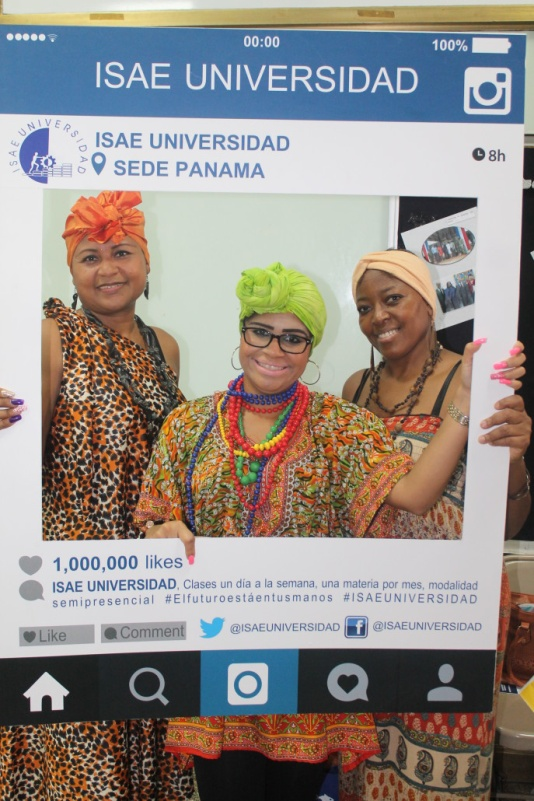 00:00
100%
ISAE UNIVERSIDAD
ISAE UNIVERSIDAD
ISAE UNIVERSIDAD
SEDE PANAMA
8h
1,000,000 likes
ISAE UNIVERSIDAD, Clases un día a la semana, una materia por mes, modalidad
semipresencial #Elfuturoestáentusmanos #ISAEUNIVERSIDAD
Like
Comment
@ISAEUNIVERSIDAD
@ISAEUNIVERSIDAD